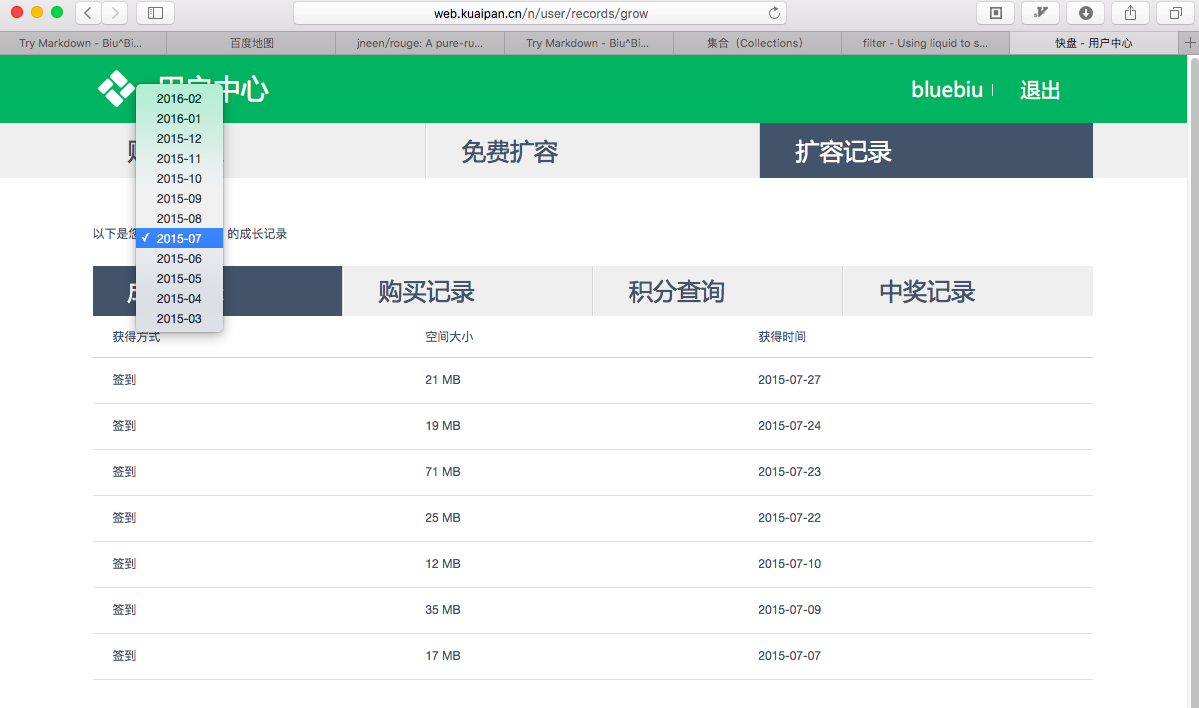 web.kuaipan.cn/n/user/records/grow
Try Markdown - Biu^Bi...
百度地图
jneen/rouge: A pure-ru...
Try Markdown - Biu^Bi...
集合（Collections）
filter - Using liquid to s...
快盘 - 用户中心
用户中心
bluebiu
退出
免费扩容
扩容记录
2016-02
2016-01
2015-12
2015-11
2015-10
2015-09
2015-08
✓ 2015-07
2015-06
2015-05
2015-04
2015-03
以下是您
的成长记录
购买记录
积分查询
中奖记录
获得方式 空间大小 获得时间
签到 21 MB 2015-07-27
签到 19 MB 2015-07-24
签到 71 MB 2015-07-23
签到 25 MB 2015-07-22
签到 12 MB 2015-07-10
签到 35 MB 2015-07-09
签到 17 MB 2015-07-07